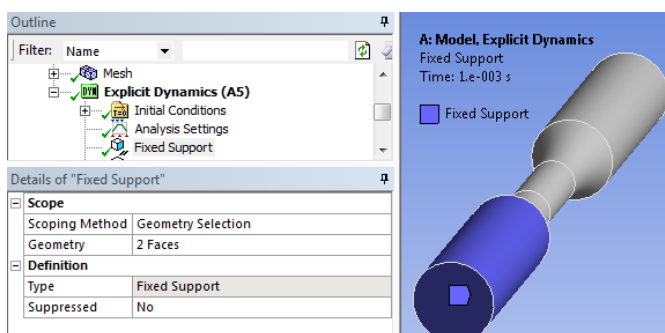 Outline
Filter: Name
Mesh
Explicit Dynamics (A5)
Initial Conditions
Analysis Settings
Fixed Support
Details of "Fixed Support"
Scope
Scoping Method Geometry Selection
Geometry 2 Faces
Definition
Type Fixed Support
Suppressed No
A: Model, Explicit Dynamics
Fixed Support
Time: 1.e-003 s
Fixed Support